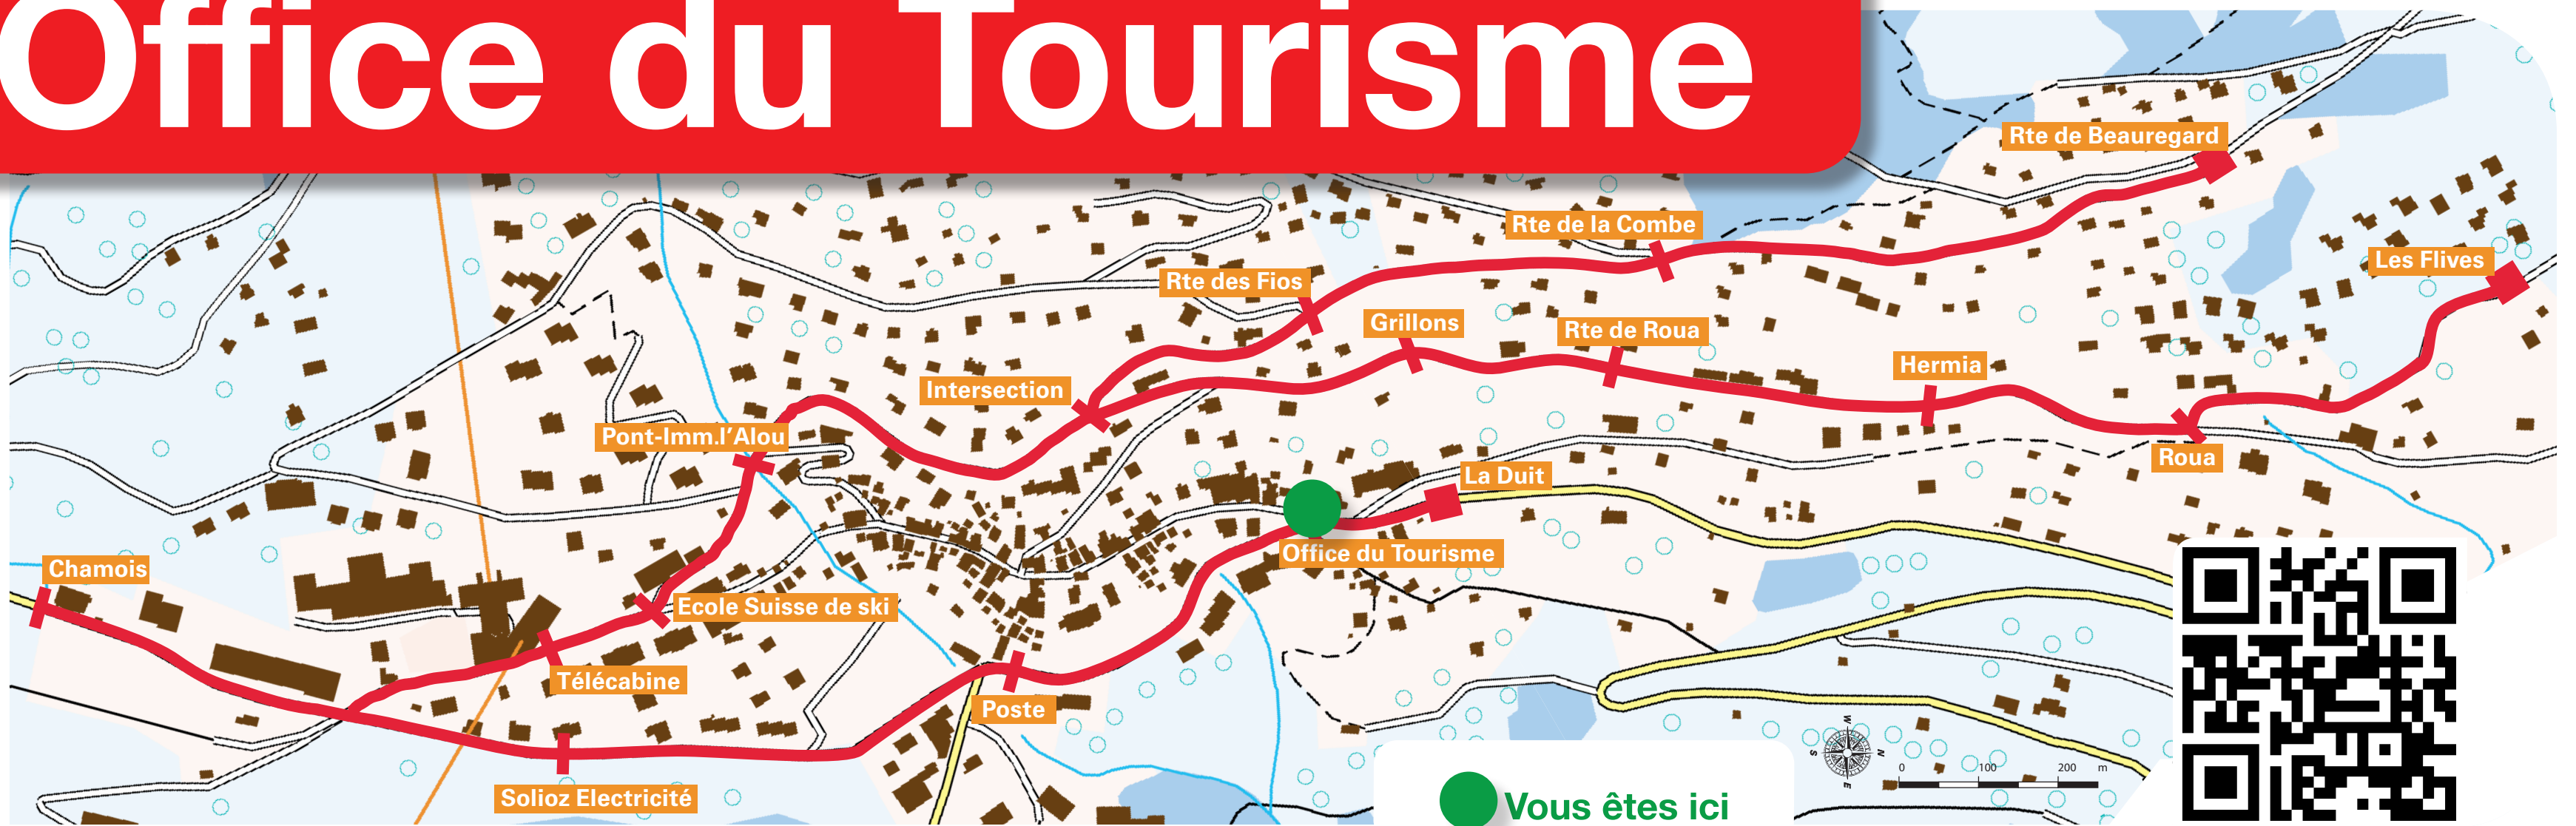 Office du Tourisme
Rte de Beauregard
Rte de la Combe
Les Flives
Rte des Fios
Grillons
Rte de Roua
Hermia
Intersection
Pont-Imm.l'Alou
Roua
La Duit
Office du Tourisme
Chamois
Ecole Suisse de ski
Télécabine
Poste
Solioz Electricité
W
N
S
E
0 100 200 m
Vous êtes ici